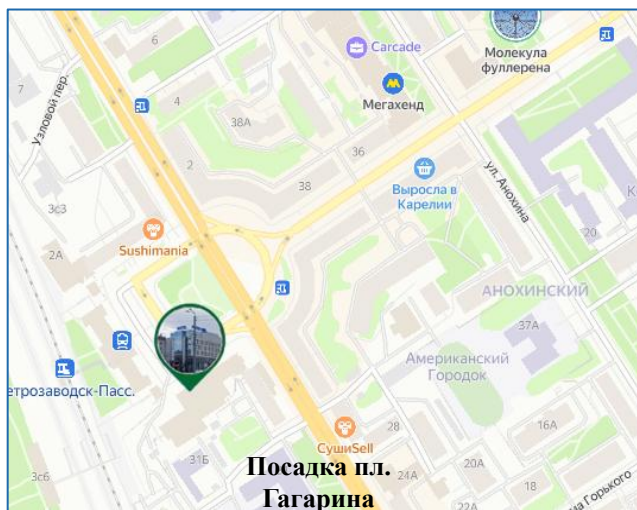 6
Carcade
Молекула
фуллерена
Узловой пер.
7
4
38А
Мегахенд
36
2
38
Выросла в
Карелии
ул. Анохина
К
3с3
20
Sushimania
2А
АНОХИНСКИЙ
37А
Американский
Городок
етрозаводск-Пасс.
СушиSell
28
16А
31Б
3с6
24А
20А
22
18
на Горького
Посадка пл.
Гагарина